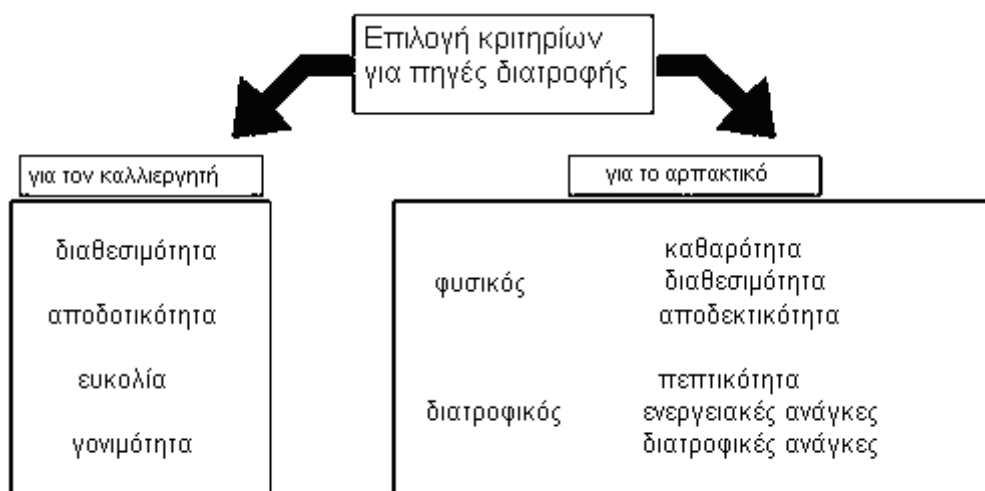 Επιλογή κριτηρίων
για πηγές διατροφής
για τον καλλιεργητή
διαθεσιμότητα
αποδοτικότητα
ευκολία
γονιμότητα
για το αρπακτικό
φυσικός
καθαρότητα
διαθεσιμότητα
αποδεκτικότητα
διατροφικός
πεπτικότητα
ενεργειακές ανάγκες
διατροφικές ανάγκες